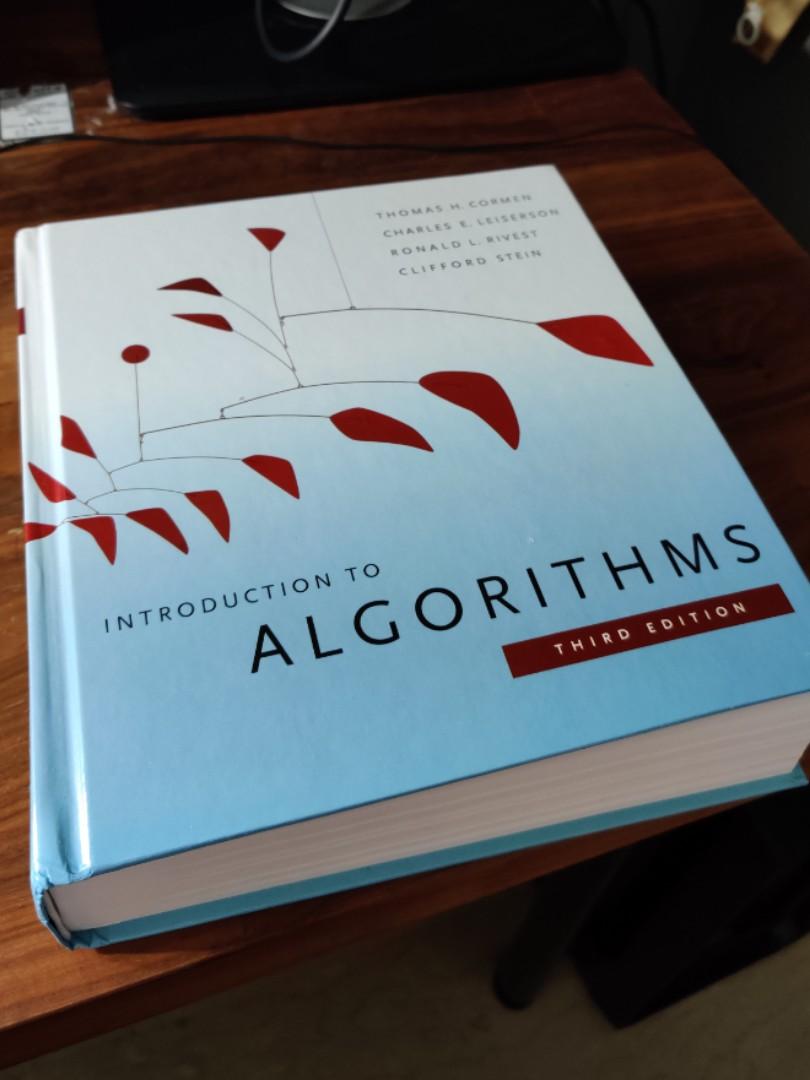 THOMAS H. CORMEN
CHARLES E. LEISERSON
RONALD L. RIVEST
CLIFFORD STEIN
INTRODUCTION TO
ALGORITHMS
THIRD EDITION